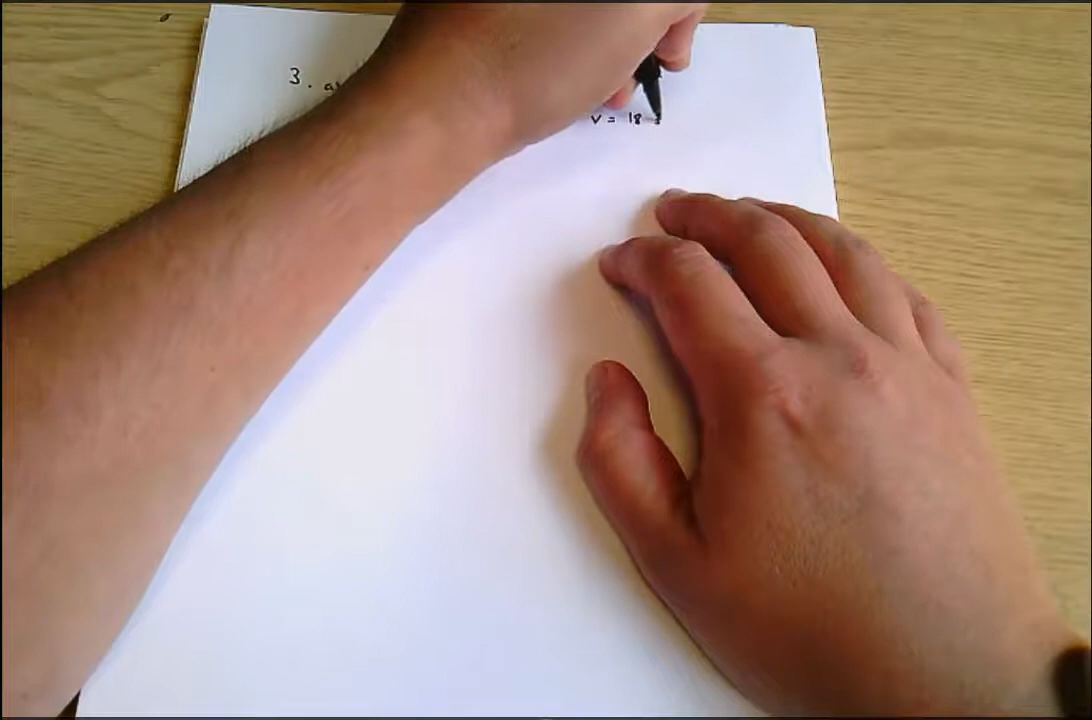 3. a
v = 18